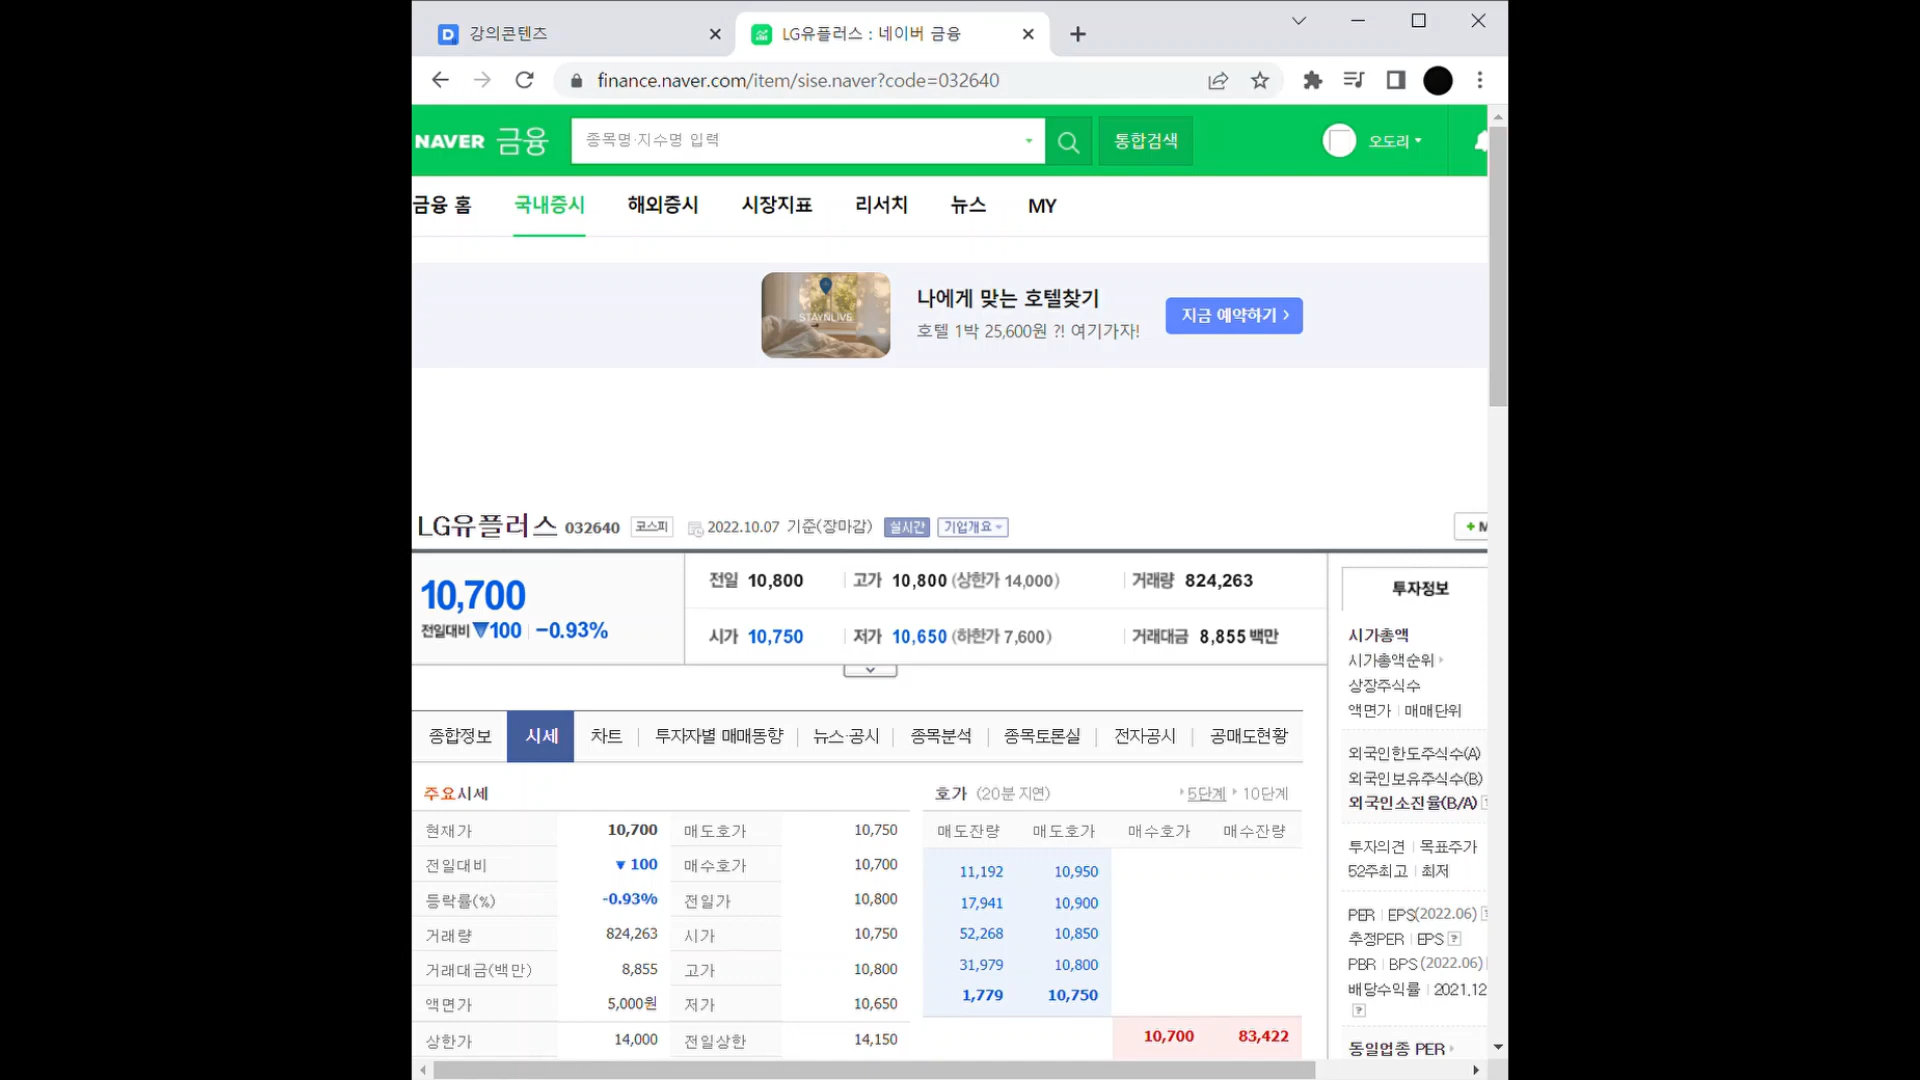 강의콘텐츠
LG유플러스 : 네이버 금융
finance.naver.com/item/sise.naver?code=032640
NAVER 금융 종목명·지수명 입력 통합검색 오도리
금융 홈 국내증시 해외증시 시장지표 리서치 뉴스 MY
STAYNLIVE
나에게 맞는 호텔찾기
호텔 1박 25,600원 ?! 여기가자!
지금 예약하기 >
LG유플러스 032640 코스피 2022.10.07 기준(장마감) 실시간 기업개요
+ M
10,700
전일대비 ▼100 -0.93%
전일 10,800 고가 10,800 (상한가 14,000) 거래량 824,263
시가 10,750 저가 10,650 (하한가 7,600) 거래대금 8,855 백만
종합정보 시세 차트 투자자별 매매동향 뉴스·공시 종목분석 종목토론실 전자공시 공매도현황
주요시세
현재가 10,700 매도호가 10,750
전일대비 ▼ 100 매수호가 10,700
등락률(%) -0.93% 전일가 10,800
거래량 824,263 시가 10,750
거래대금(백만) 8,855 고가 10,800
액면가 5,000원 저가 10,650
상한가 14,000 전일상한 14,150
호가 (20분 지연) 5단계 10단계
매도잔량 매도호가 매수호가 매수잔량
11,192 10,950
17,941 10,900
52,268 10,850
31,979 10,800
1,779 10,750
10,700 83,422
투자정보
시가총액
시가총액순위
상장주식수
액면가 매매단위
외국인한도주식수(A)
외국인보유주식수(B)
외국인소진율(B/A) ?
투자의견 목표주가
52주최고 최저
PER EPS(2022.06) ?
추정PER EPS ?
PBR BPS (2022.06)
배당수익률 2021.12
?
동일업종 PER